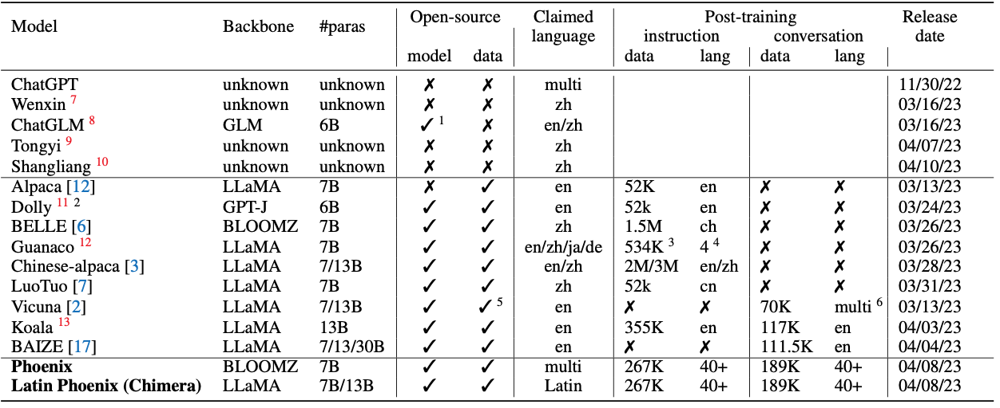 Model Backbone #paras Open-source Claimed language Post-training Release date
instruction conversation
model data data lang data lang
ChatGPT unknown unknown ✗ ✗ multi 11/30/22
Wenxin 7 unknown unknown ✗ ✗ zh 03/16/23
ChatGLM 8 GLM 6B ✓ 1 ✗ en/zh 03/16/23
Tongyi 9 unknown unknown ✗ ✗ zh 04/07/23
Shangliang 10 unknown unknown ✗ ✗ zh 04/10/23
Alpaca [12] LLaMA 7B ✗ ✓ en 52K en ✗ ✗ 03/13/23
Dolly 11 2 GPT-J 6B ✓ ✓ en 52k en ✗ ✗ 03/24/23
BELLE [6] BLOOMZ 7B ✓ ✓ zh 1.5M ch ✗ ✗ 03/26/23
Guanaco 12 LLaMA 7B ✓ ✓ en/zh/ja/de 534K 3 4 4 ✗ ✗ 03/26/23
Chinese-alpaca [3] LLaMA 7/13B ✓ ✓ en/zh 2M/3M en/zh ✗ ✗ 03/28/23
LuoTuo [7] LLaMA 7B ✓ ✓ zh 52k cn ✗ ✗ 03/31/23
Vicuna [2] LLaMA 7/13B ✓ ✓ 5 en ✗ ✗ 70K multi 6 03/13/23
Koala 13 LLaMA 13B ✓ ✓ en 355K en 117K en 04/03/23
BAIZE [17] LLaMA 7/13/30B ✓ ✓ en ✗ ✗ 111.5K en 04/04/23
Phoenix BLOOMZ 7B ✓ ✓ multi 267K 40+ 189K 40+ 04/08/23
Latin Phoenix (Chimera) LLaMA 7B/13B ✓ ✓ Latin 267K 40+ 189K 40+ 04/08/23